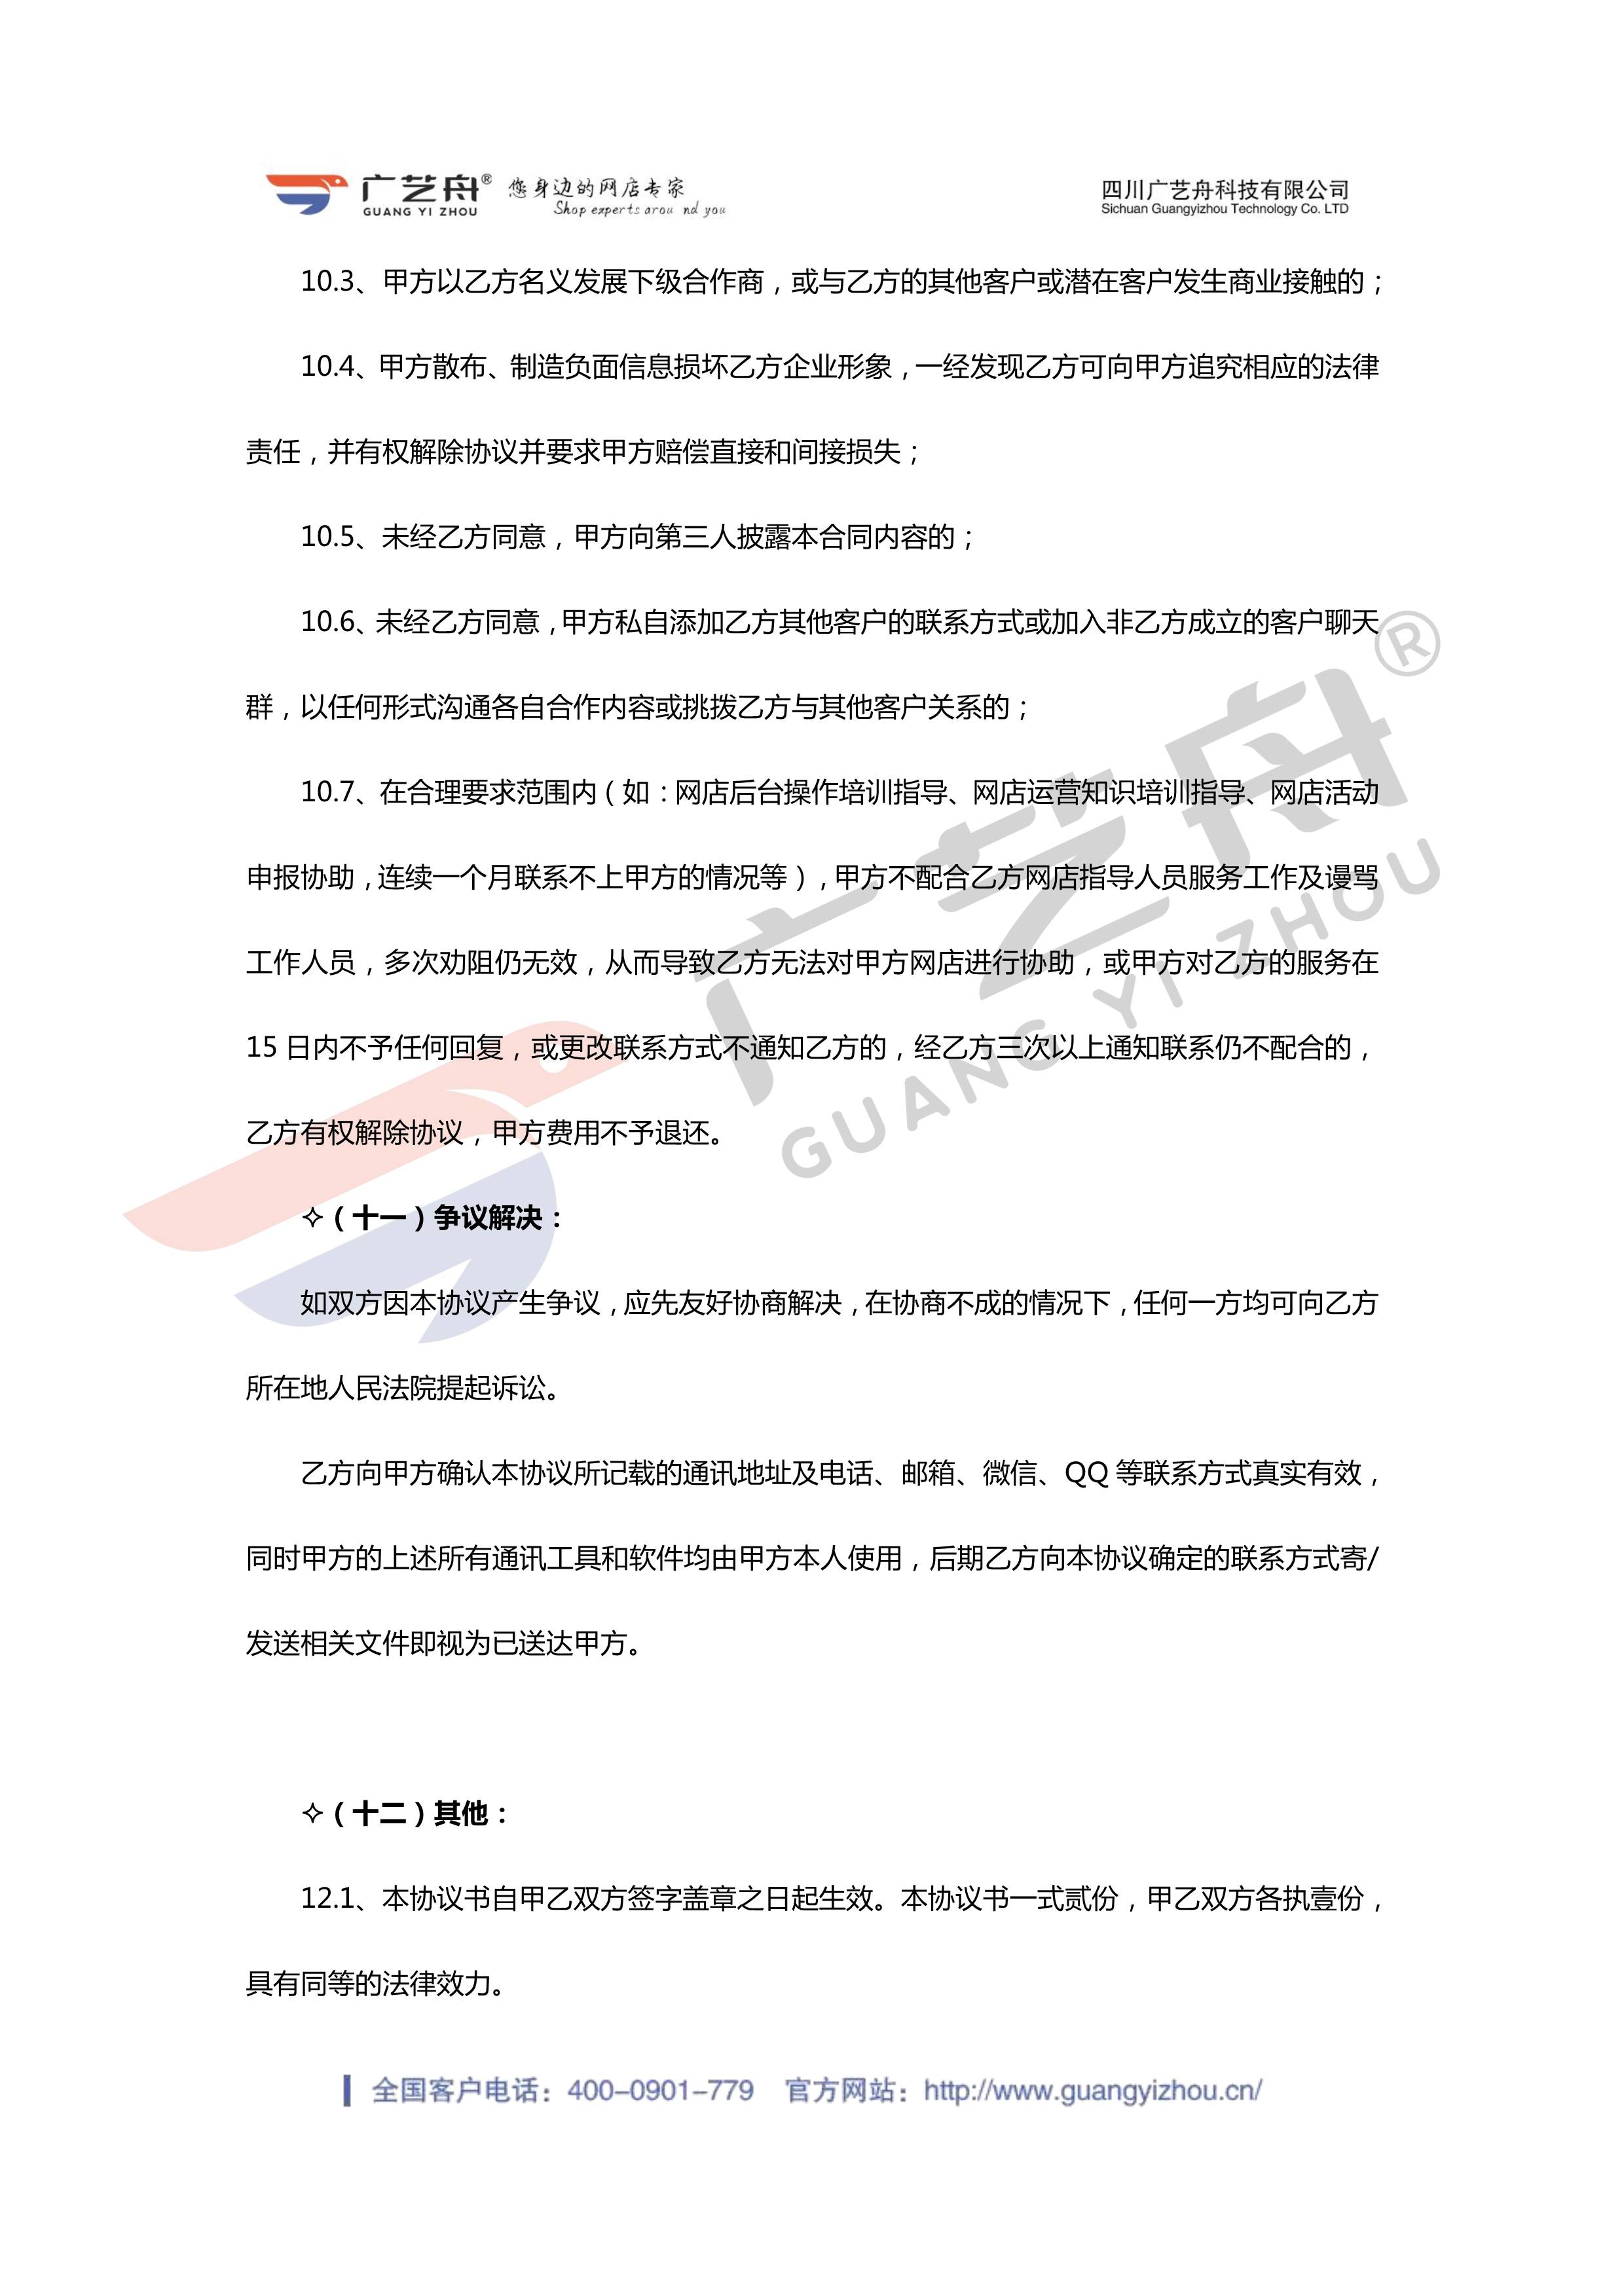 广艺舟® 您身边的网店专家 四川广艺舟科技有限公司
GUANG YI ZHOU Shop experts arou nd you Sichuan Guangyizhou Technology Co. LTD
10.3、甲方以乙方名义发展下级合作商，或与乙方的其他客户或潜在客户发生商业接触的；
10.4、甲方散布、制造负面信息损坏乙方企业形象，一经发现乙方可向甲方追究相应的法律
责任，并有权解除协议并要求甲方赔偿直接和间接损失；
10.5、未经乙方同意，甲方向第三人披露本合同内容的；
10.6、未经乙方同意，甲方私自添加乙方其他客户的联系方式或加入非乙方成立的客户聊天
群，以任何形式沟通各自合作内容或挑拨乙方与其他客户关系的；
10.7、在合理要求范围内（如：网店后台操作培训指导、网店运营知识培训指导、网店活动
申报协助，连续一个月联系不上甲方的情况等），甲方不配合乙方网店指导人员服务工作及谩骂
工作人员，多次劝阻仍无效，从而导致乙方无法对甲方网店进行协助，或甲方对乙方的服务在
15 日内不予任何回复，或更改联系方式不通知乙方的，经乙方三次以上通知联系仍不配合的，
乙方有权解除协议，甲方费用不予退还。
✧（十一）争议解决：
如双方因本协议产生争议，应先友好协商解决，在协商不成的情况下，任何一方均可向乙方
所在地人民法院提起诉讼。
乙方向甲方确认本协议所记载的通讯地址及电话、邮箱、微信、QQ 等联系方式真实有效，
同时甲方的上述所有通讯工具和软件均由甲方本人使用，后期乙方向本协议确定的联系方式寄/
发送相关文件即视为已送达甲方。
✧（十二）其他：
12.1、本协议书自甲乙双方签字盖章之日起生效。本协议书一式贰份，甲乙双方各执壹份，
具有同等的法律效力。
全国客户电话：400-0901-779 官方网站：http://www.guangyizhou.cn/
广艺舟®
GUANG YI ZHOU